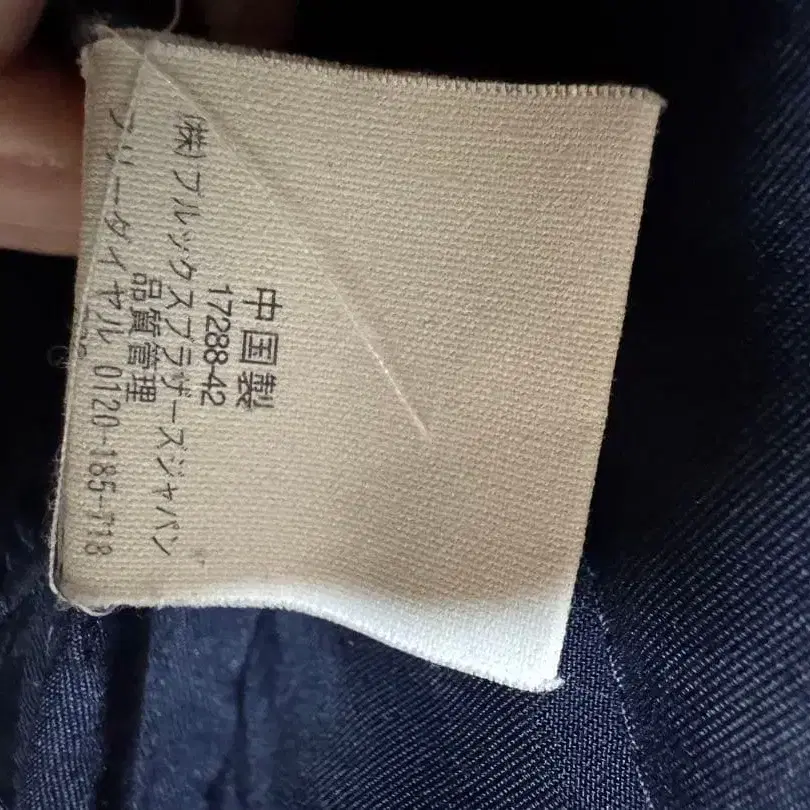 中国製
17288-42
(株)ブルックスブラザーズジャパン
品質管理
フリーダイヤル 0120-185-718